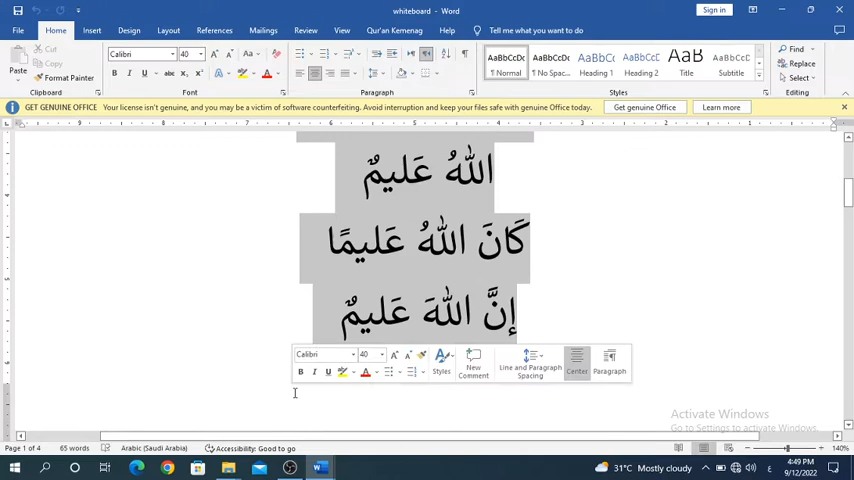 whiteboard - Word
Sign in
File Home Insert Design Layout References Mailings Review View Qur'an Kemenag Help Tell me what you want to do
Paste Cut Copy Format Painter Calibri 40 Find Replace Select
AaBbCcDc AaBbCcDc AaBbCc AaBbCcD AaB AaBbCcD
¶ Normal ¶ No Spac... Heading 1 Heading 2 Title Subtitle
Clipboard Font Paragraph Styles Editing
GET GENUINE OFFICE Your license isn't genuine, and you may be a victim of software counterfeiting. Avoid interruption and keep your files safe with genuine Office today. Get genuine Office Learn more
اللهُ عَليمٌ
كَانَ اللهُ عَليمًا
إنَّ اللهَ عَليمٌ
Calibri 40
B I U Styles New Comment Line and Paragraph Spacing Center Paragraph
Activate Windows
Go to Settings to activate Windows.
Page 1 of 4 65 words Arabic (Saudi Arabia) Accessibility: Good to go 140%
31°C Mostly cloudy ع 4:49 PM
9/12/2022